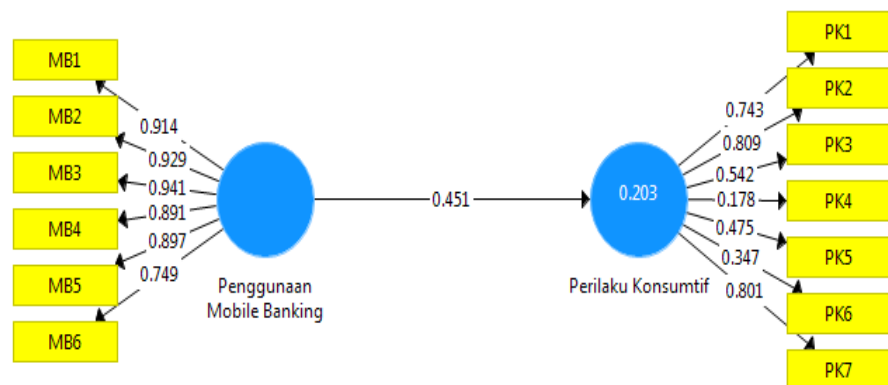 MB1
MB2
MB3
MB4
MB5
MB6
0.914
0.929
0.941
0.891
0.897
0.749
Penggunaan
Mobile Banking
0.451
0.203
Perilaku Konsumtif
0.743
0.809
0.542
0.178
0.475
0.347
0.801
PK1
PK2
PK3
PK4
PK5
PK6
PK7